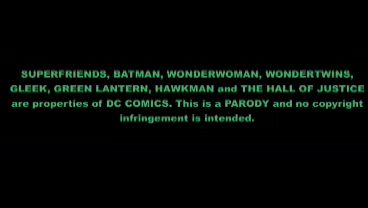 SUPERFRIENDS, BATMAN, WONDERWOMAN, WONDERTWINS,
GLEEK, GREEN LANTERN, HAWKMAN and THE HALL OF JUSTICE
are properties of DC COMICS. This is a PARODY and no copyright
infringement is intended.